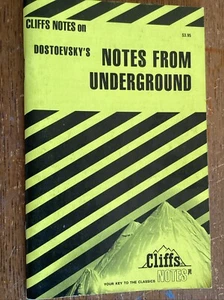 CLIFFS NOTES on
$3.95
DOSTOEVSKY'S
NOTES FROM
UNDERGROUND
Cliffs
NOTES
YOUR KEY TO THE CLASSICS